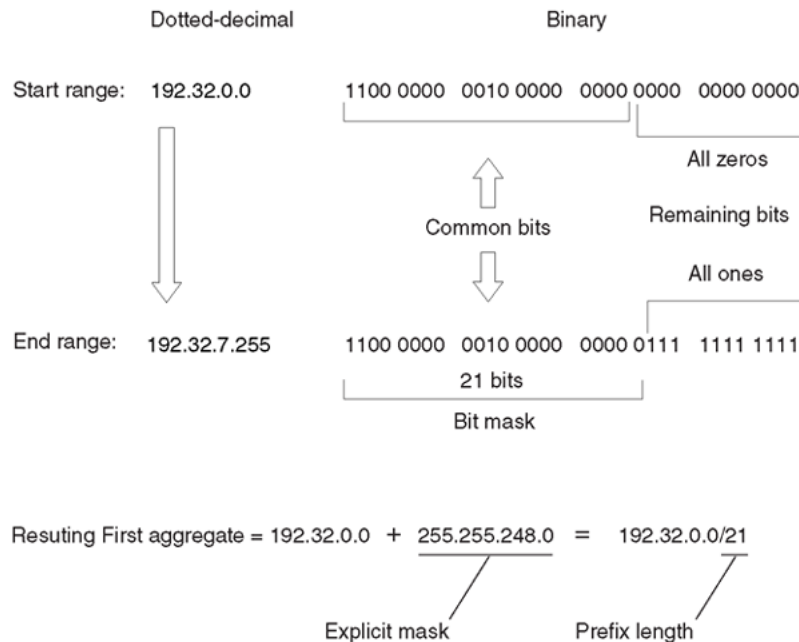 Dotted-decimal Binary
Start range: 192.32.0.0 1100 0000 0010 0000 0000 0000 0000 0000
All zeros
Common bits Remaining bits
All ones
End range: 192.32.7.255 1100 0000 0010 0000 0000 0111 1111 1111
21 bits
Bit mask
Resuting First aggregate = 192.32.0.0 + 255.255.248.0 = 192.32.0.0/21
Explicit mask Prefix length